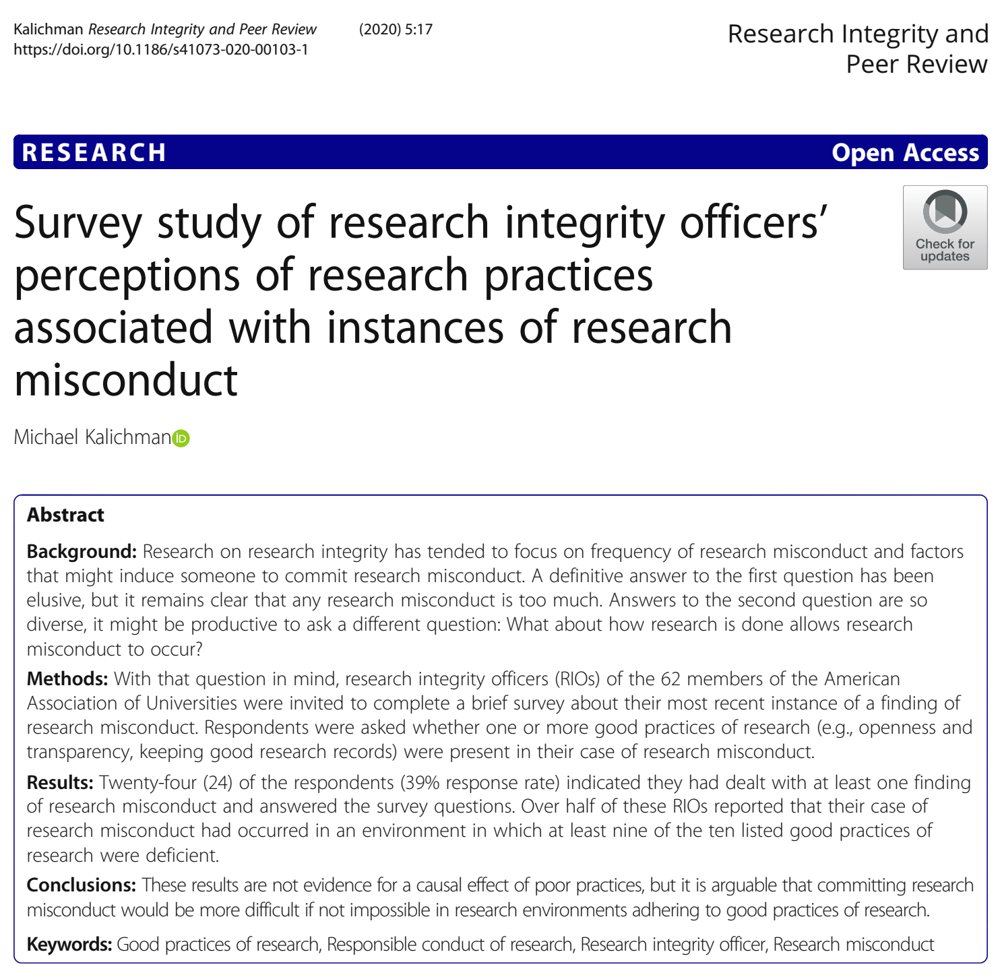 Kalichman Research Integrity and Peer Review (2020) 5:17
https://doi.org/10.1186/s41073-020-00103-1
Research Integrity and
Peer Review
RESEARCH Open Access
Survey study of research integrity officers’
perceptions of research practices
associated with instances of research
misconduct
Check for
updates
Michael Kalichman iD
Abstract
Background: Research on research integrity has tended to focus on frequency of research misconduct and factors
that might induce someone to commit research misconduct. A definitive answer to the first question has been
elusive, but it remains clear that any research misconduct is too much. Answers to the second question are so
diverse, it might be productive to ask a different question: What about how research is done allows research
misconduct to occur?
Methods: With that question in mind, research integrity officers (RIOs) of the 62 members of the American
Association of Universities were invited to complete a brief survey about their most recent instance of a finding of
research misconduct. Respondents were asked whether one or more good practices of research (e.g., openness and
transparency, keeping good research records) were present in their case of research misconduct.
Results: Twenty-four (24) of the respondents (39% response rate) indicated they had dealt with at least one finding
of research misconduct and answered the survey questions. Over half of these RIOs reported that their case of
research misconduct had occurred in an environment in which at least nine of the ten listed good practices of
research were deficient.
Conclusions: These results are not evidence for a causal effect of poor practices, but it is arguable that committing research
misconduct would be more difficult if not impossible in research environments adhering to good practices of research.
Keywords: Good practices of research, Responsible conduct of research, Research integrity officer, Research misconduct